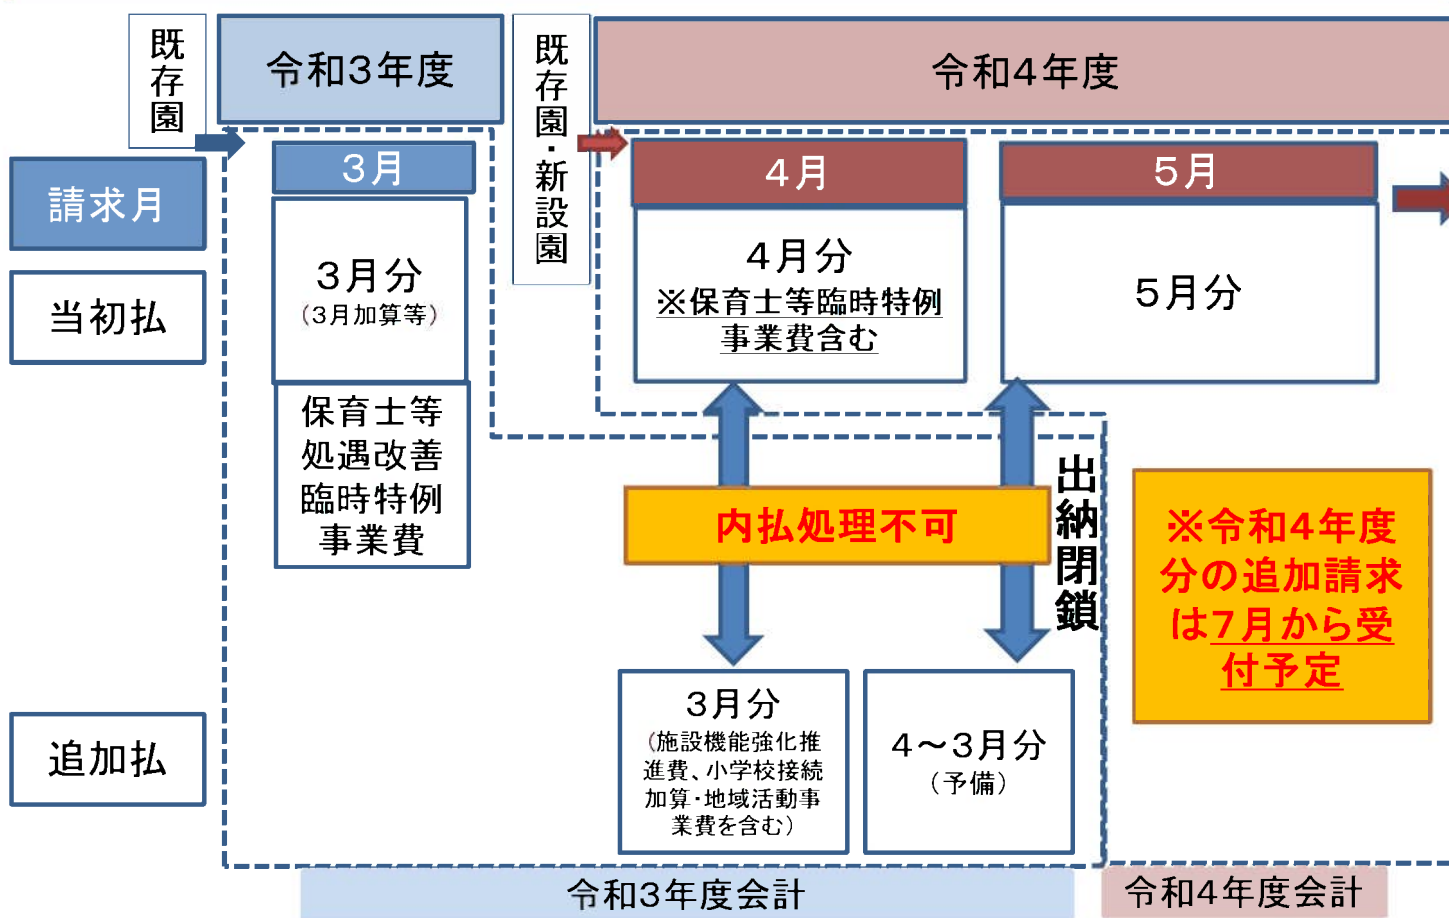 既存園
令和3年度
既存園・新設園
令和4年度
請求月
3月
4月
5月
当初払
3月分
(3月加算等)
4月分
※保育士等臨時特例
事業費含む
5月分
保育士等
処遇改善
臨時特例
事業費
内払処理不可
出納閉鎖
※令和4年度
分の追加請求
は7月から受
付予定
追加払
3月分
(施設機能強化推
進費、小学校接続
加算・地域活動事
業費を含む)
4～3月分
(予備)
令和3年度会計
令和4年度会計